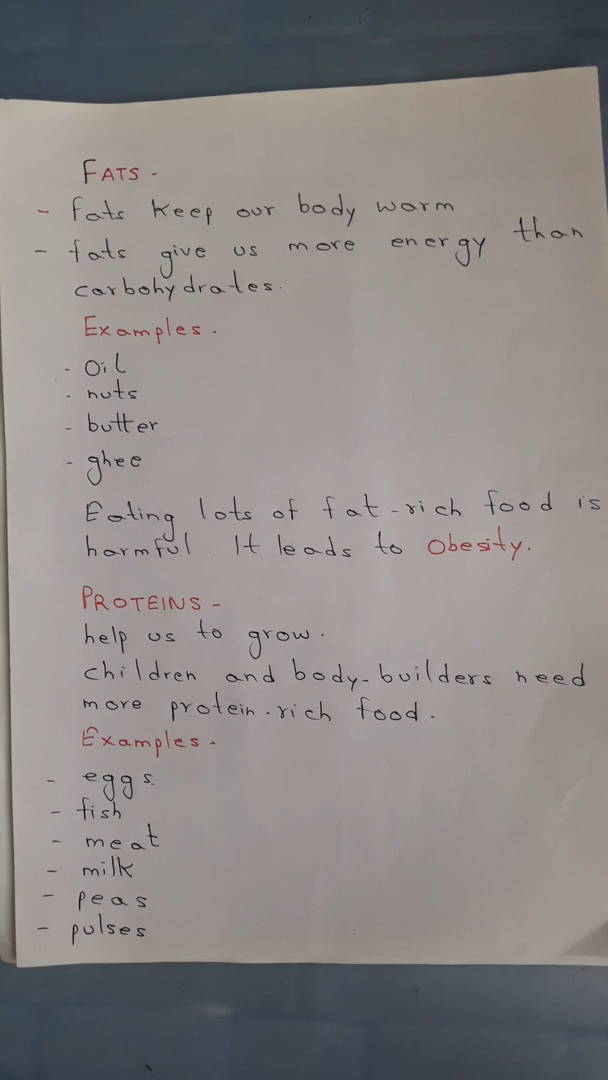 FATS -
- fats keep our body warm
- fats give us more energy than
carbohydrates.
Examples.
- Oil
- nuts
- butter
- ghee
Eating lots of fat-rich food is
harmful. It leads to Obesity.
PROTEINS -
help us to grow.
children and body-builders need
more protein-rich food.
Examples.
- eggs
- fish
- meat
- milk
- peas
- pulses